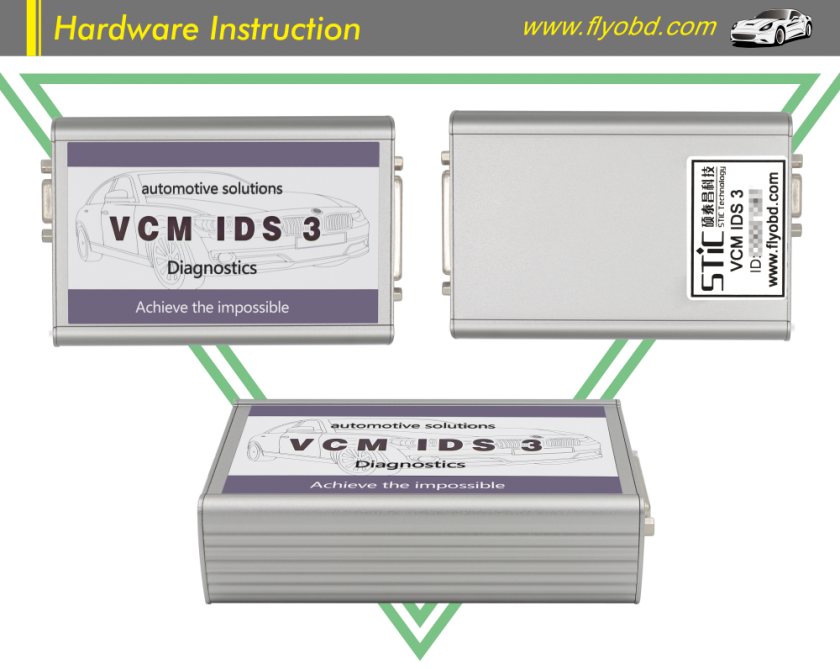 Hardware Instruction
www.flyobd.com
automotive solutions
VCM IDS 3
Diagnostics
Achieve the impossible
STiC
硕泰昌科技
STiC Technology
VCM IDS 3
ID:
www.flyobd.com
automotive solutions
VCM IDS 3
Diagnostics
Achieve the impossible